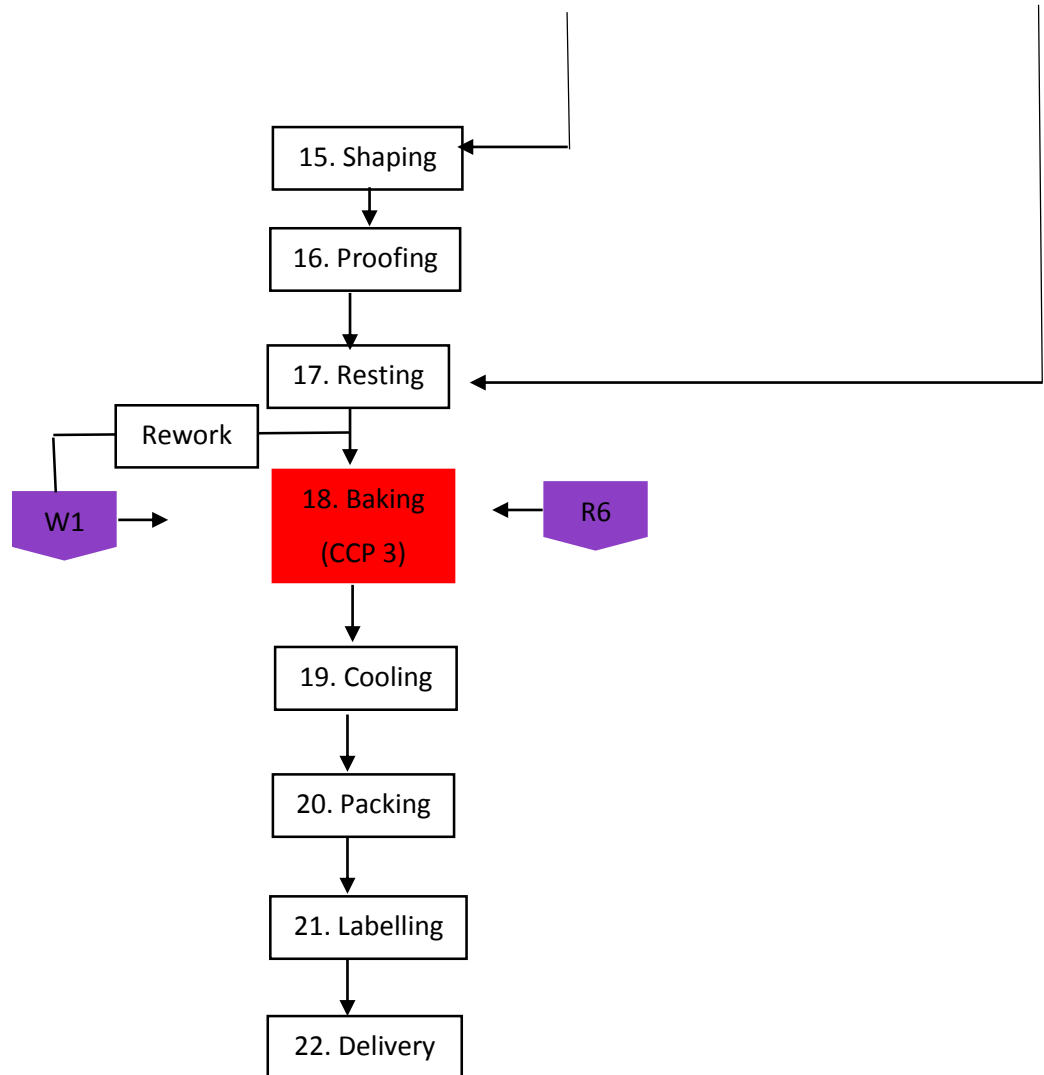 15. Shaping
16. Proofing
17. Resting
Rework
W1
18. Baking
(CCP 3)
R6
19. Cooling
20. Packing
21. Labelling
22. Delivery